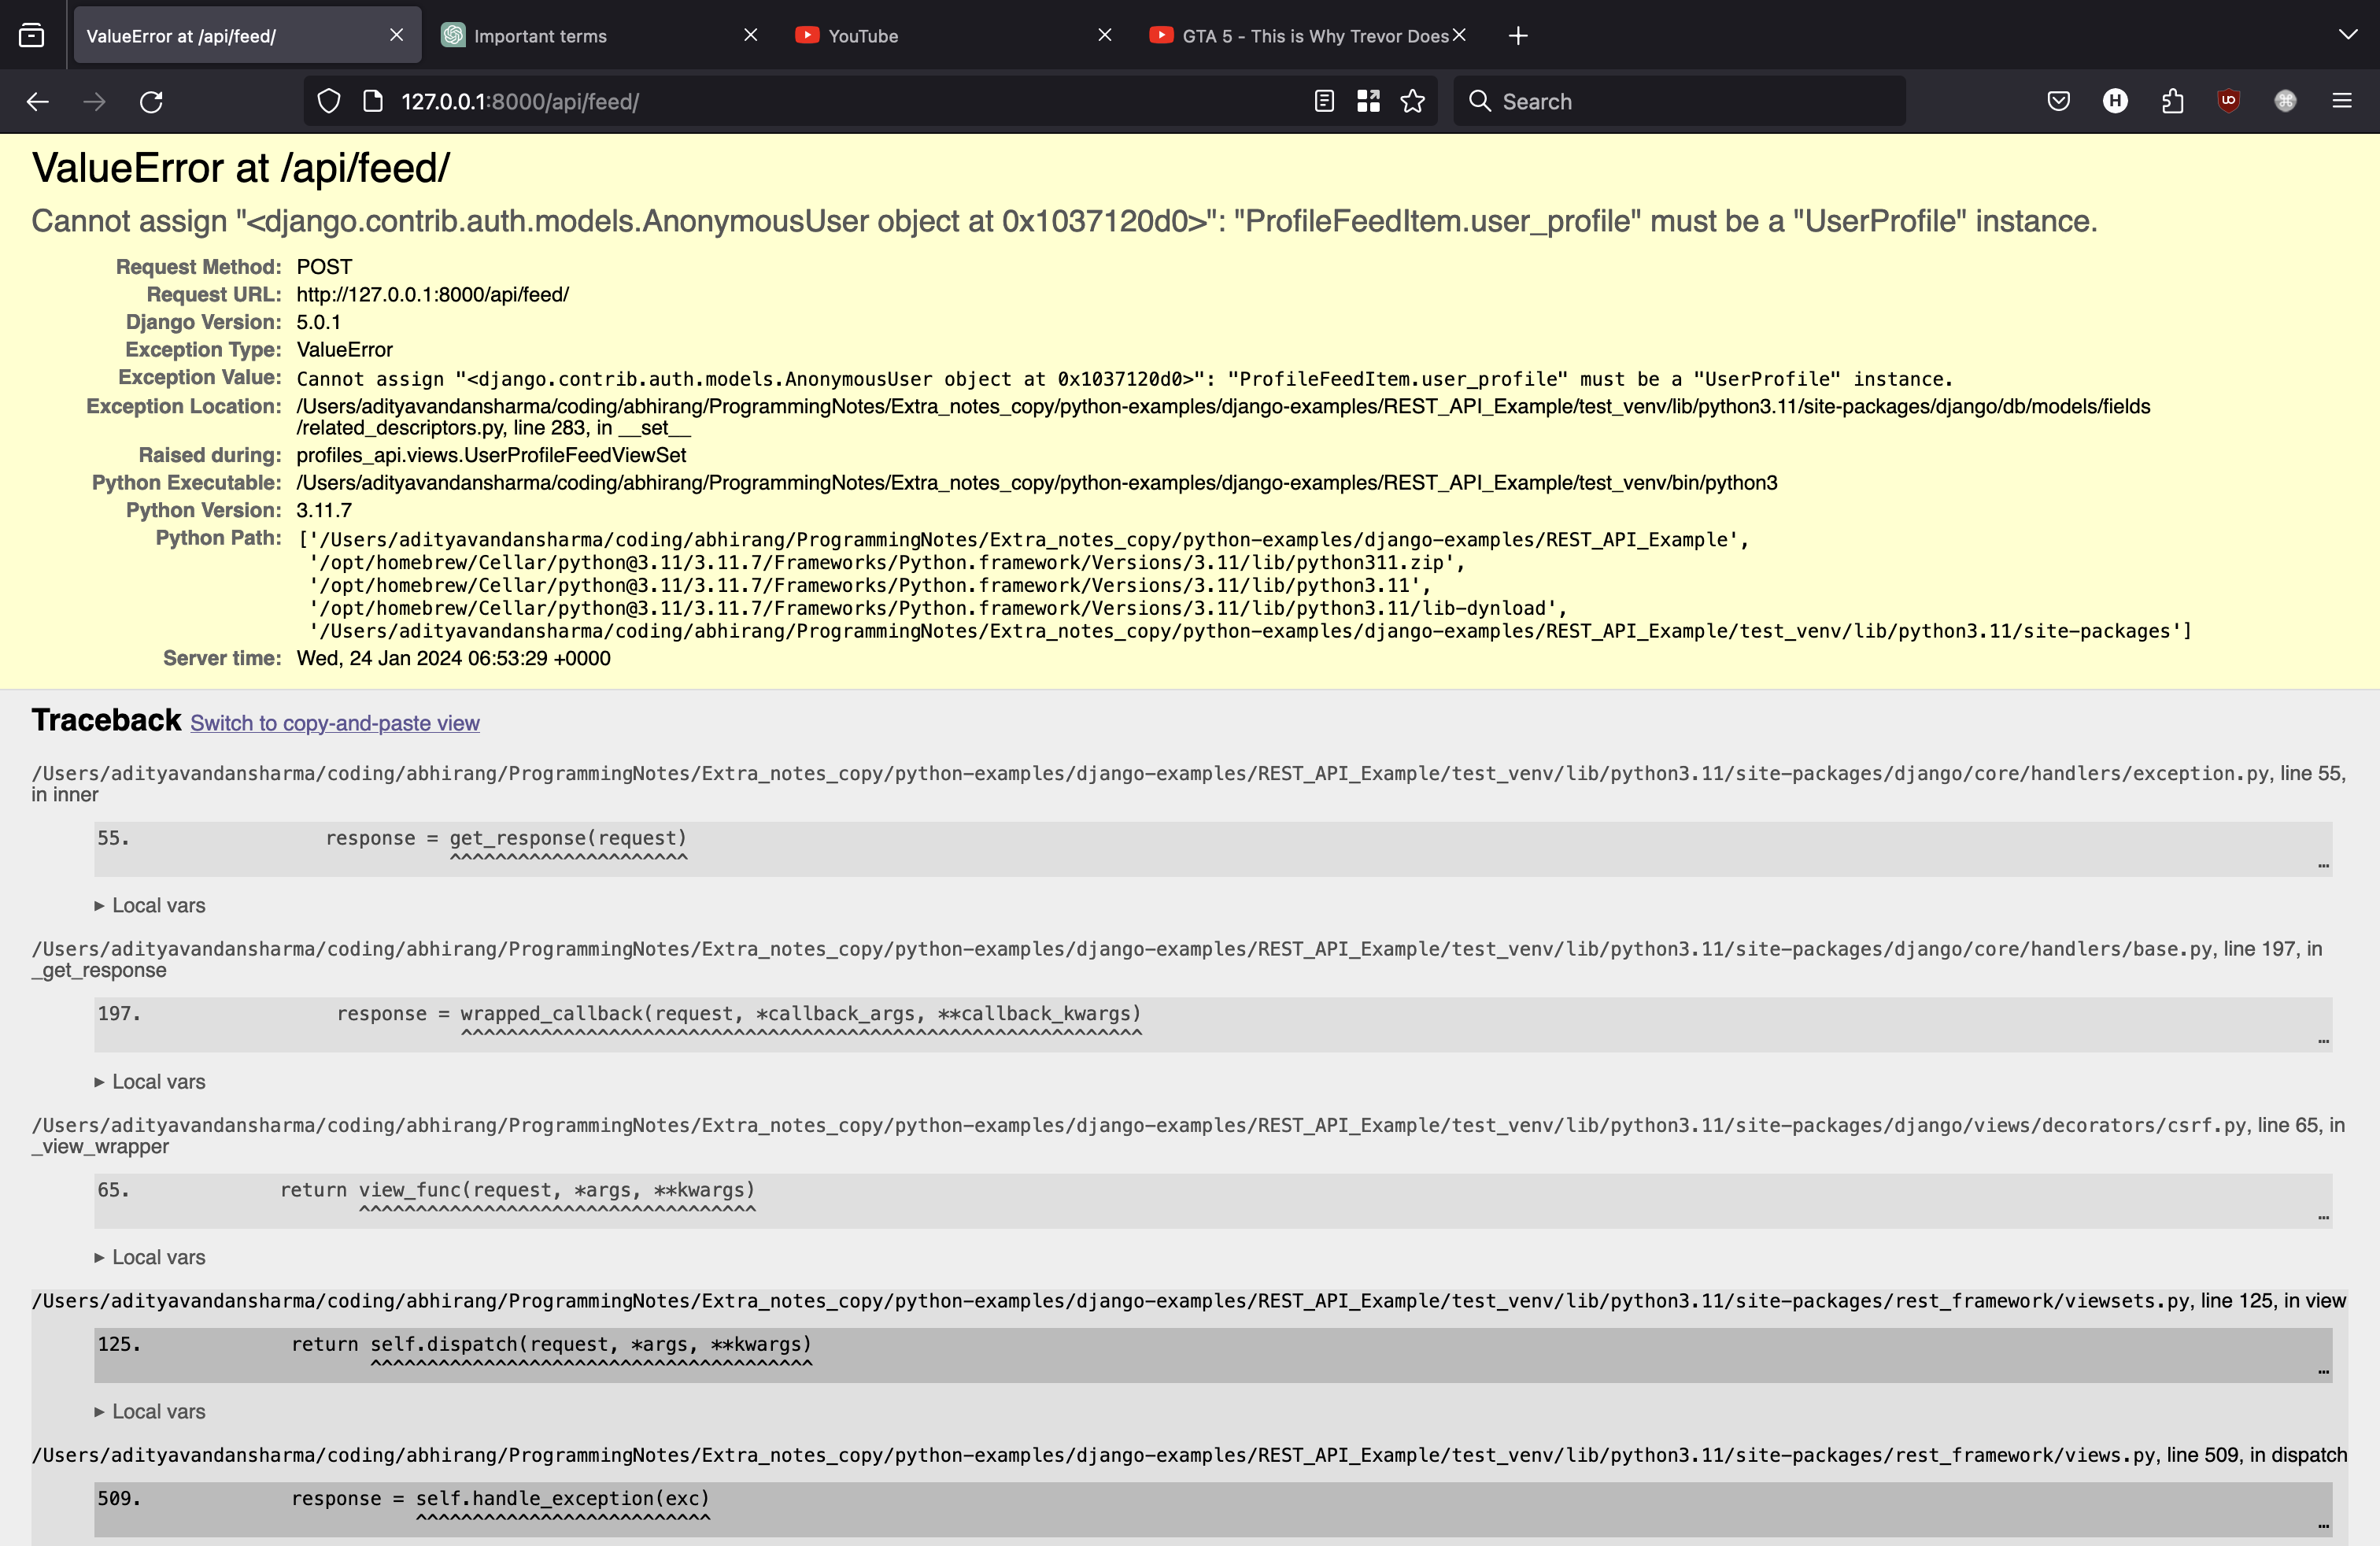 ValueError at /api/feed/
Important terms
YouTube
GTA 5 - This is Why Trevor Does
127.0.0.1:8000/api/feed/
Search
H
UD
ValueError at /api/feed/
Cannot assign "<django.contrib.auth.models.AnonymousUser object at 0x1037120d0>": "ProfileFeedItem.user_profile" must be a "UserProfile" instance.
Request Method: POST
Request URL: http://127.0.0.1:8000/api/feed/
Django Version: 5.0.1
Exception Type: ValueError
Exception Value: Cannot assign "<django.contrib.auth.models.AnonymousUser object at 0x1037120d0>": "ProfileFeedItem.user_profile" must be a "UserProfile" instance.
Exception Location: /Users/adityavandansharma/coding/abhirang/ProgrammingNotes/Extra_notes_copy/python-examples/django-examples/REST_API_Example/test_venv/lib/python3.11/site-packages/django/db/models/fields
/related_descriptors.py, line 283, in __set__
Raised during: profiles_api.views.UserProfileFeedViewSet
Python Executable: /Users/adityavandansharma/coding/abhirang/ProgrammingNotes/Extra_notes_copy/python-examples/django-examples/REST_API_Example/test_venv/bin/python3
Python Version: 3.11.7
Python Path: ['/Users/adityavandansharma/coding/abhirang/ProgrammingNotes/Extra_notes_copy/python-examples/django-examples/REST_API_Example',
'/opt/homebrew/Cellar/python@3.11/3.11.7/Frameworks/Python.framework/Versions/3.11/lib/python311.zip',
'/opt/homebrew/Cellar/python@3.11/3.11.7/Frameworks/Python.framework/Versions/3.11/lib/python3.11',
'/opt/homebrew/Cellar/python@3.11/3.11.7/Frameworks/Python.framework/Versions/3.11/lib/python3.11/lib-dynload',
'/Users/adityavandansharma/coding/abhirang/ProgrammingNotes/Extra_notes_copy/python-examples/django-examples/REST_API_Example/test_venv/lib/python3.11/site-packages']
Server time: Wed, 24 Jan 2024 06:53:29 +0000
Traceback Switch to copy-and-paste view
/Users/adityavandansharma/coding/abhirang/ProgrammingNotes/Extra_notes_copy/python-examples/django-examples/REST_API_Example/test_venv/lib/python3.11/site-packages/django/core/handlers/exception.py, line 55,
in inner
55. response = get_response(request)
^^^^^^^^^^^^^^^^^^^^^
…
▶ Local vars
/Users/adityavandansharma/coding/abhirang/ProgrammingNotes/Extra_notes_copy/python-examples/django-examples/REST_API_Example/test_venv/lib/python3.11/site-packages/django/core/handlers/base.py, line 197, in
_get_response
197. response = wrapped_callback(request, *callback_args, **callback_kwargs)
^^^^^^^^^^^^^^^^^^^^^^^^^^^^^^^^^^^^^^^^^^^^^^^^^^^^^^^^^^^^
…
▶ Local vars
/Users/adityavandansharma/coding/abhirang/ProgrammingNotes/Extra_notes_copy/python-examples/django-examples/REST_API_Example/test_venv/lib/python3.11/site-packages/django/views/decorators/csrf.py, line 65, in
_view_wrapper
65. return view_func(request, *args, **kwargs)
^^^^^^^^^^^^^^^^^^^^^^^^^^^^^^^^^^^
…
▶ Local vars
/Users/adityavandansharma/coding/abhirang/ProgrammingNotes/Extra_notes_copy/python-examples/django-examples/REST_API_Example/test_venv/lib/python3.11/site-packages/rest_framework/viewsets.py, line 125, in view
125. return self.dispatch(request, *args, **kwargs)
^^^^^^^^^^^^^^^^^^^^^^^^^^^^^^^^^^^^^^^
…
▶ Local vars
/Users/adityavandansharma/coding/abhirang/ProgrammingNotes/Extra_notes_copy/python-examples/django-examples/REST_API_Example/test_venv/lib/python3.11/site-packages/rest_framework/views.py, line 509, in dispatch
509. response = self.handle_exception(exc)
^^^^^^^^^^^^^^^^^^^^^^^^^^
…